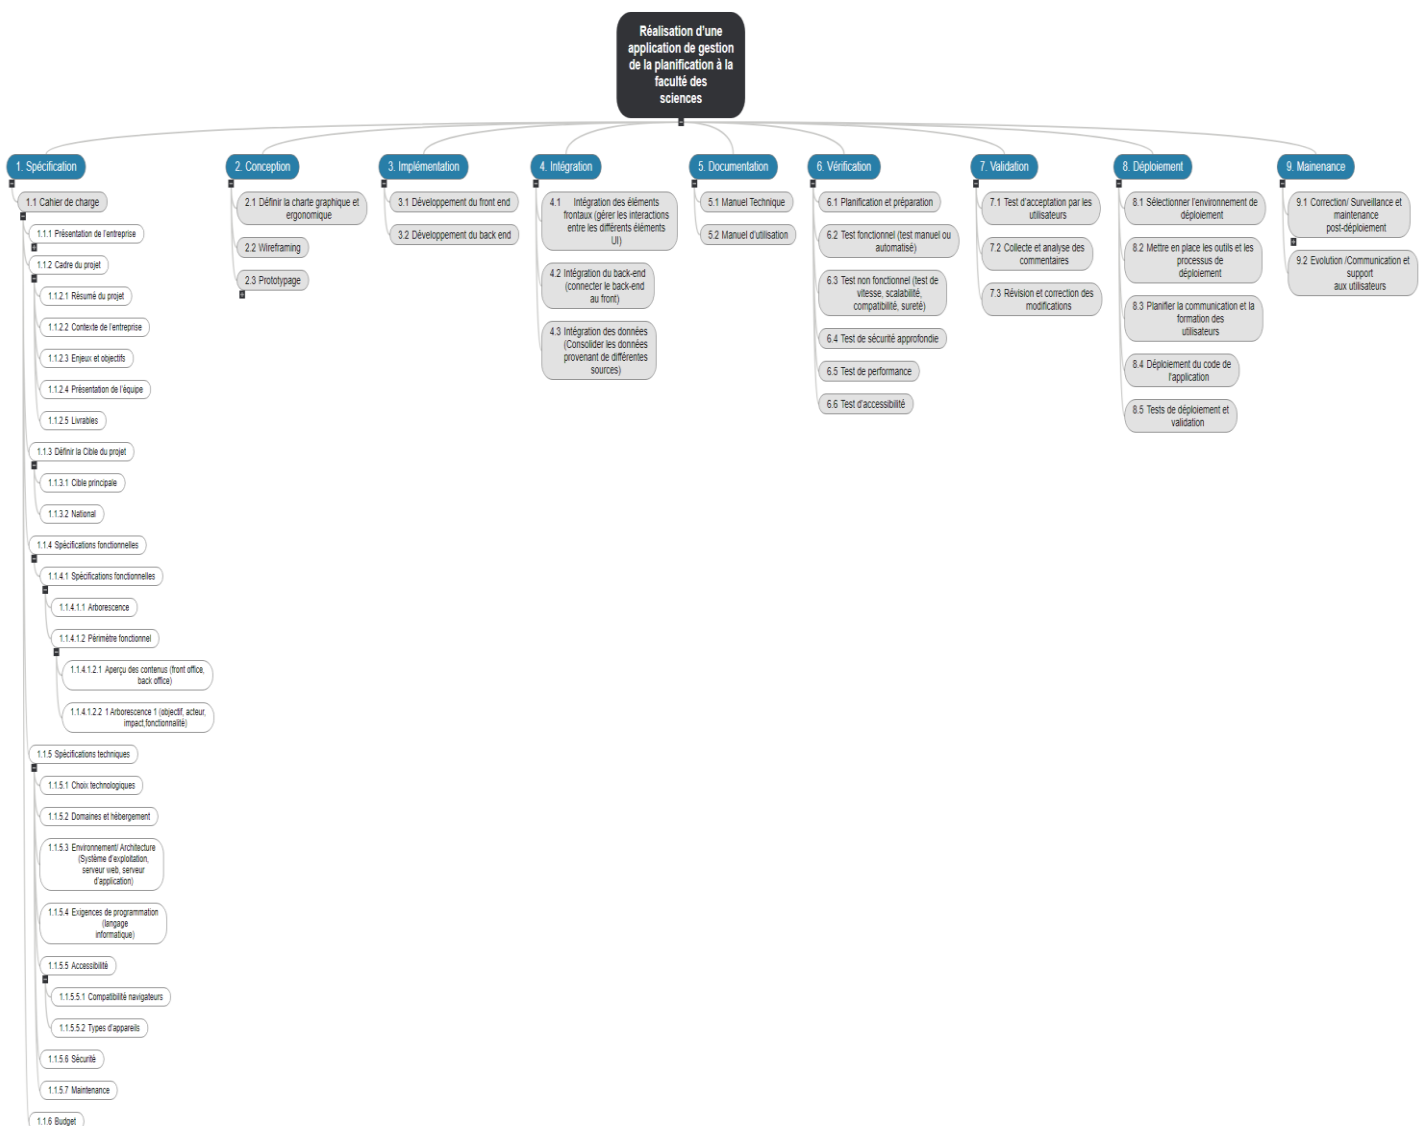 Réalisation d'une
application de gestion
de la planification à la
faculté des
sciences
1. Spécification
1.1 Cahier de charge
1.1.1 Présentation de l'entreprise
1.1.2 Cadre du projet
1.1.2.1 Résumé du projet
1.1.2.2 Contexte de l'entreprise
1.1.2.3 Enjeux et objectifs
1.1.2.4 Présentation de l'équipe
1.1.2.5 Livrables
1.1.3 Définir la Cible du projet
1.1.3.1 Cible principale
1.1.3.2 National
1.1.4 Spécifications fonctionnelles
1.1.4.1 Spécifications fonctionnelles
1.1.4.1.1 Arborescence
1.1.4.1.2 Périmètre fonctionnel
1.1.4.1.2.1 Aperçu des contenus (front office,
back office)
1.1.4.1.2.2 1 Arborescence 1 (objectif, acteur,
impact,fonctionnalité)
1.1.5 Spécifications techniques
1.1.5.1 Choix technologiques
1.1.5.2 Domaines et hébergement
1.1.5.3 Environnement/ Architecture
(Système d'exploitation,
serveur web, serveur
d'application)
1.1.5.4 Exigences de programmation
(langage
informatique)
1.1.5.5 Accessibilité
1.1.5.5.1 Compatibilité navigateurs
1.1.5.5.2 Types d'appareils
1.1.5.6 Sécurité
1.1.5.7 Maintenance
1.1.6 Budget
2. Conception
2.1 Définir la charte graphique et
ergonomique
2.2 Wireframing
2.3 Prototypage
3. Implémentation
3.1 Développement du front end
3.2 Développement du back end
4. Intégration
4.1 Intégration des éléments
frontaux (gérer les interactions
entre les différents éléments
UI)
4.2 Intégration du back-end
(connecter le back-end
au front)
4.3 Intégration des données
(Consolider les données
provenant de différentes
sources)
5. Documentation
5.1 Manuel Technique
5.2 Manuel d'utilisation
6. Vérification
6.1 Planification et préparation
6.2 Test fonctionnel (test manuel ou
automatisé)
6.3 Test non fonctionnel (test de
vitesse, scalabilité,
compatibilité, sureté)
6.4 Test de sécurité approfondie
6.5 Test de performance
6.6 Test d'accessibilité
7. Validation
7.1 Test d'acceptation par les
utilisateurs
7.2 Collecte et analyse des
commentaires
7.3 Révision et correction des
modifications
8. Déploiement
8.1 Sélectionner l'environnement de
déploiement
8.2 Mettre en place les outils et les
processus de
déploiement
8.3 Planifier la communication et la
formation des
utilisateurs
8.4 Déploiement du code de
l'application
8.5 Tests de déploiement et
validation
9. Mainenance
9.1 Correction/ Surveillance et
maintenance
post-déploiement
9.2 Evolution /Communication et
support
aux utilisateurs